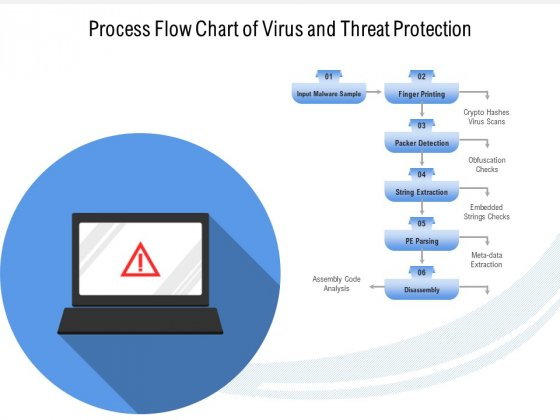 Process Flow Chart of Virus and Threat Protection
01
Input Malware Sample
02
Finger Printing
Crypto Hashes
Virus Scans
03
Packer Detection
Obfuscation
Checks
04
String Extraction
Embedded
Strings Checks
05
PE Parsing
Meta-data
Extraction
06
Disassembly
Assembly Code
Analysis